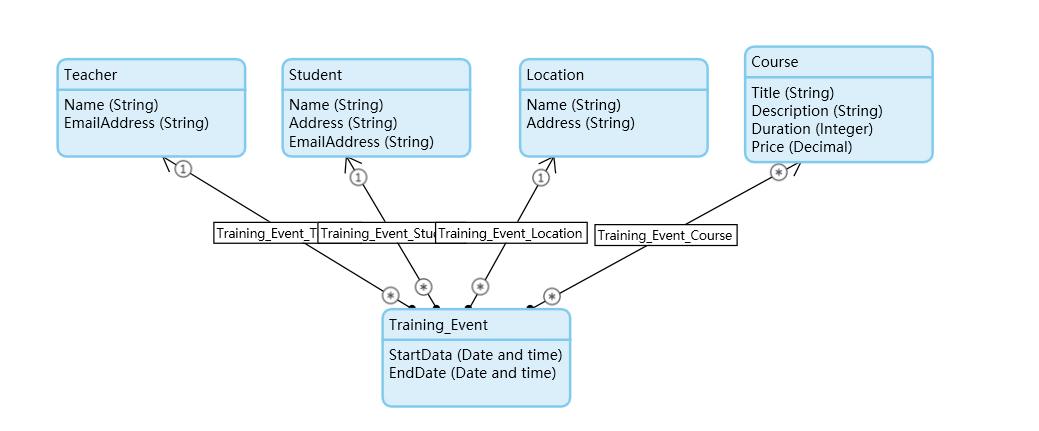 Teacher
Name (String)
EmailAddress (String)
Student
Name (String)
Address (String)
EmailAddress (String)
Location
Name (String)
Address (String)
Course
Title (String)
Description (String)
Duration (Integer)
Price (Decimal)
1
1
1
*
Training_Event_T
Training_Event_Stu
Training_Event_Location
Training_Event_Course
*
*
*
*
Training_Event
StartData (Date and time)
EndDate (Date and time)